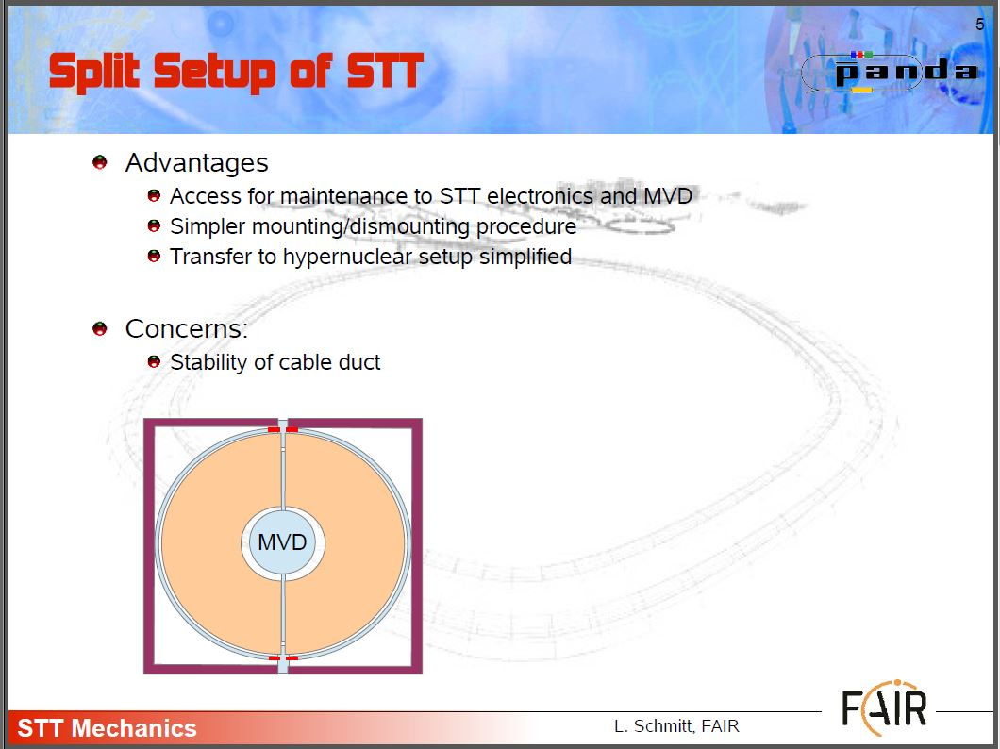 5
Split Setup of STT
panda
Advantages
Access for maintenance to STT electronics and MVD
Simpler mounting/dismounting procedure
Transfer to hypernuclear setup simplified
Concerns:
Stability of cable duct
MVD
STT Mechanics
L. Schmitt, FAIR
FAIR